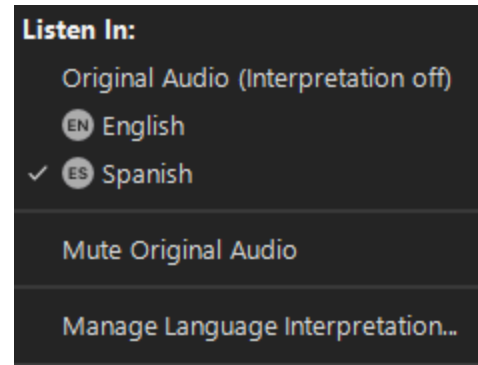 Listen In:
Original Audio (Interpretation off)
EN English
ES Spanish
Mute Original Audio
Manage Language Interpretation...